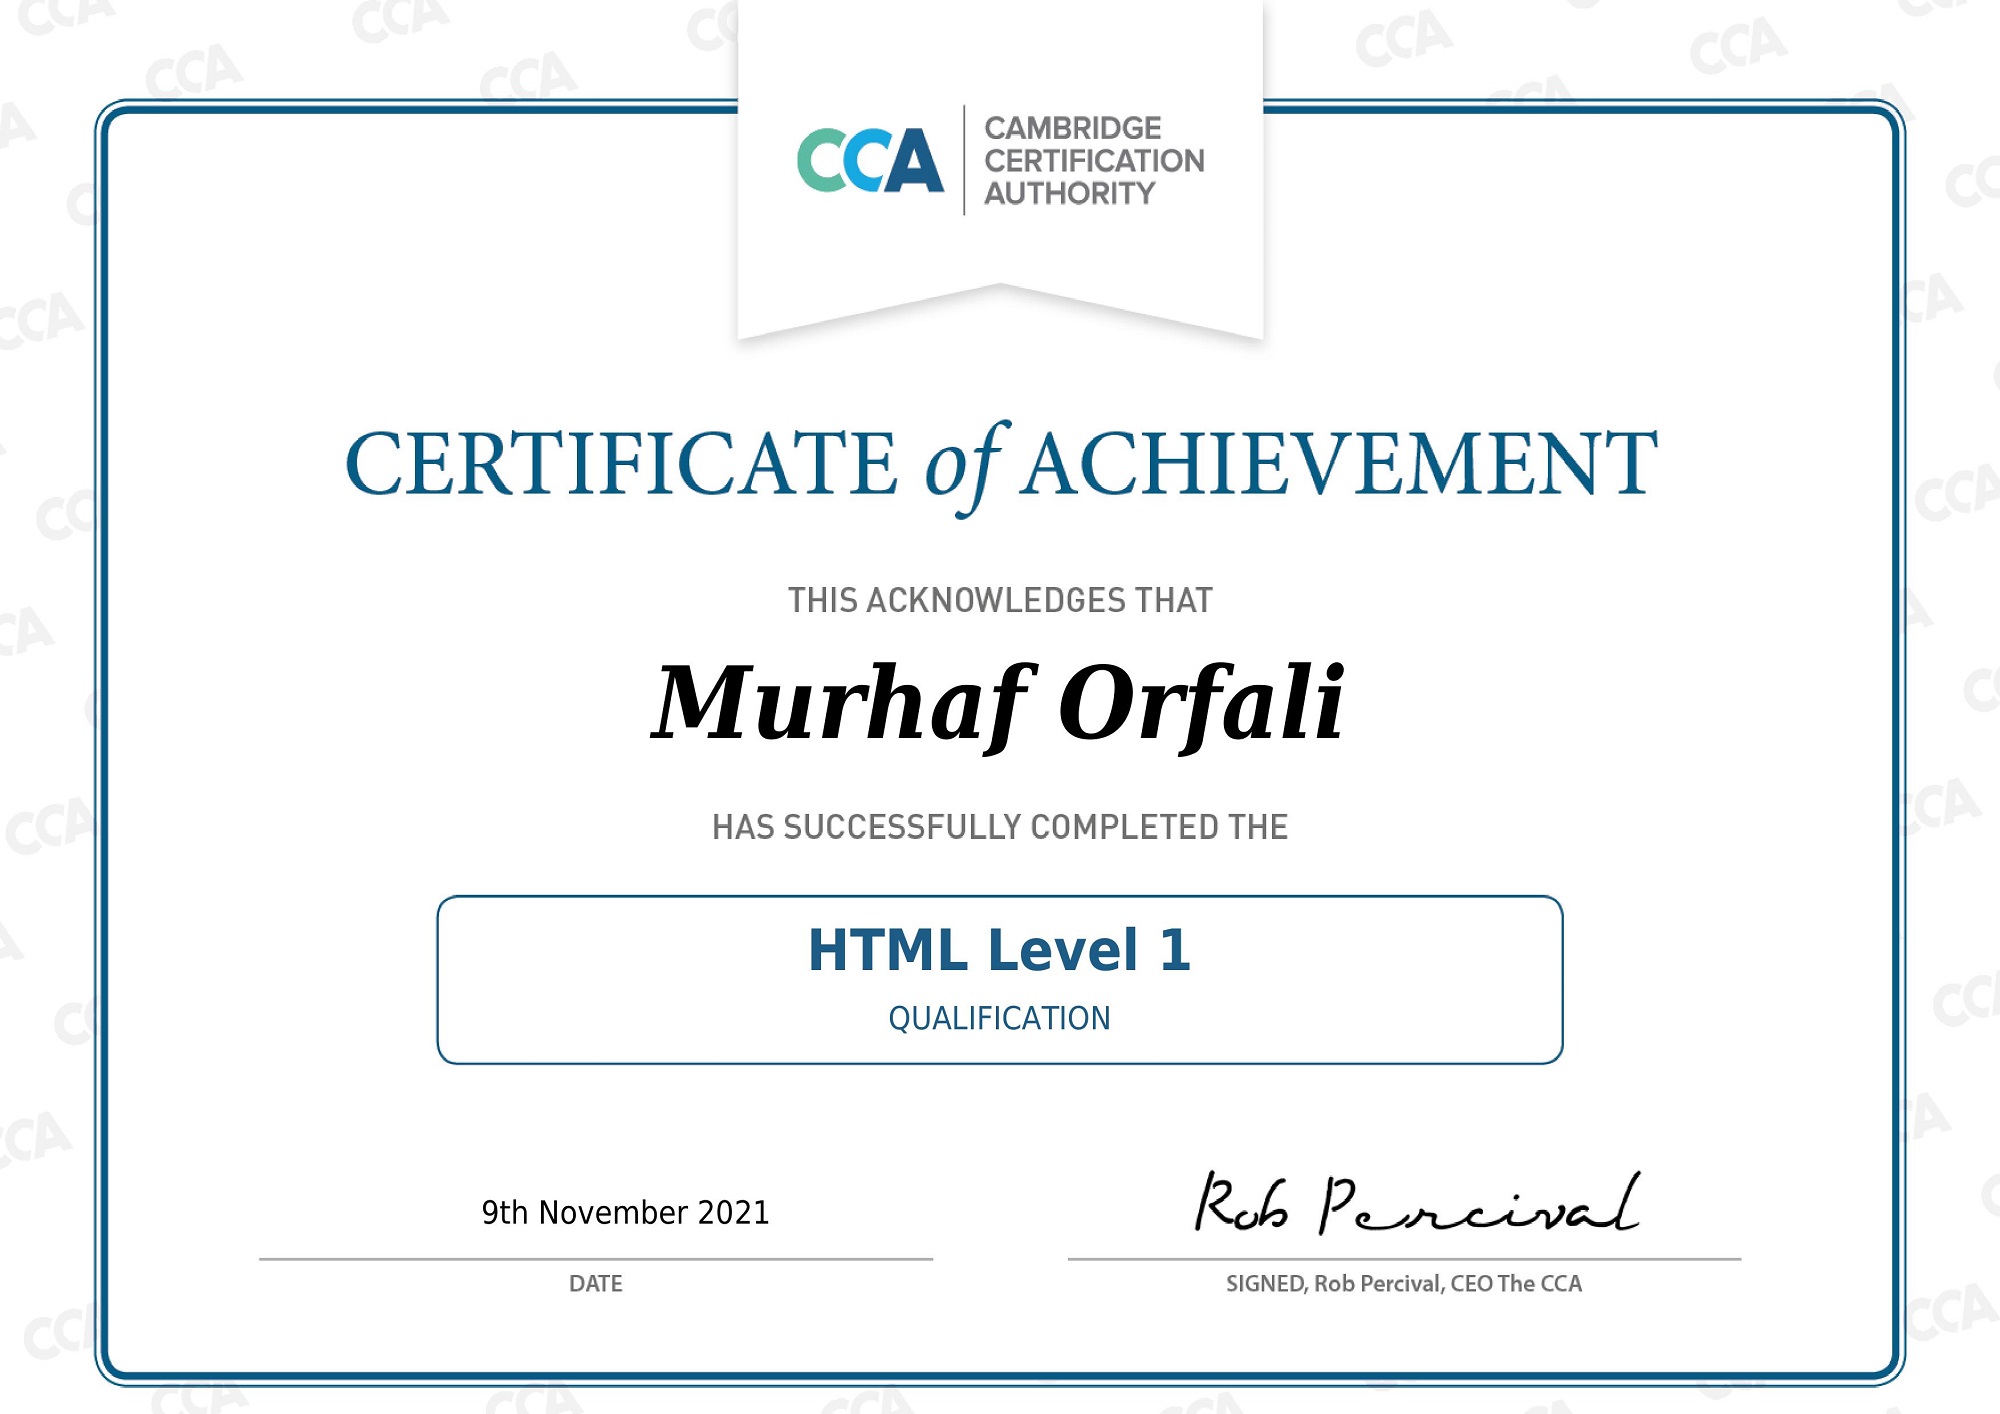 CCA
CAMBRIDGE
CERTIFICATION
AUTHORITY
CERTIFICATE of ACHIEVEMENT
THIS ACKNOWLEDGES THAT
Murhaf Orfali
HAS SUCCESSFULLY COMPLETED THE
HTML Level 1
QUALIFICATION
9th November 2021
DATE
Rob Percival
SIGNED, Rob Percival, CEO The CCA